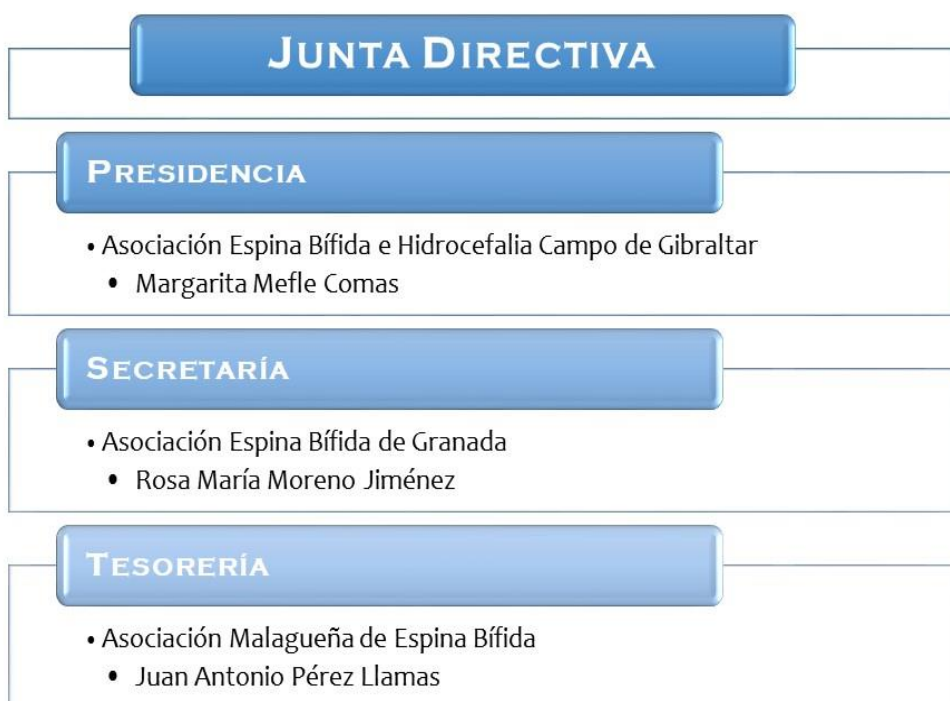 JUNTA DIRECTIVA
PRESIDENCIA
• Asociación Espina Bífida e Hidrocefalia Campo de Gibraltar
• Margarita Mefle Comas
SECRETARÍA
• Asociación Espina Bífida de Granada
• Rosa María Moreno Jiménez
TESORERÍA
• Asociación Malagueña de Espina Bífida
• Juan Antonio Pérez Llamas